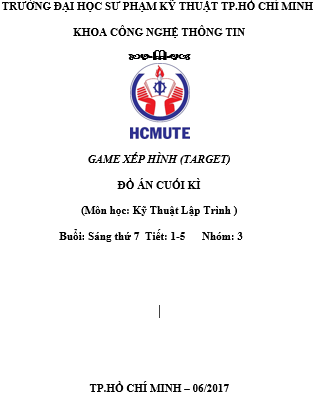 TRƯỜNG ĐẠI HỌC SƯ PHẠM KỸ THUẬT TP.HỒ CHÍ MINH
KHOA CÔNG NGHỆ THÔNG TIN
HCMUTE
GAME XẾP HÌNH (TARGET)
ĐỒ ÁN CUỐI KÌ
(Môn học: Kỹ Thuật Lập Trình )
Buổi: Sáng thứ 7 Tiết: 1-5 Nhóm: 3
TP.HỒ CHÍ MINH – 06/2017